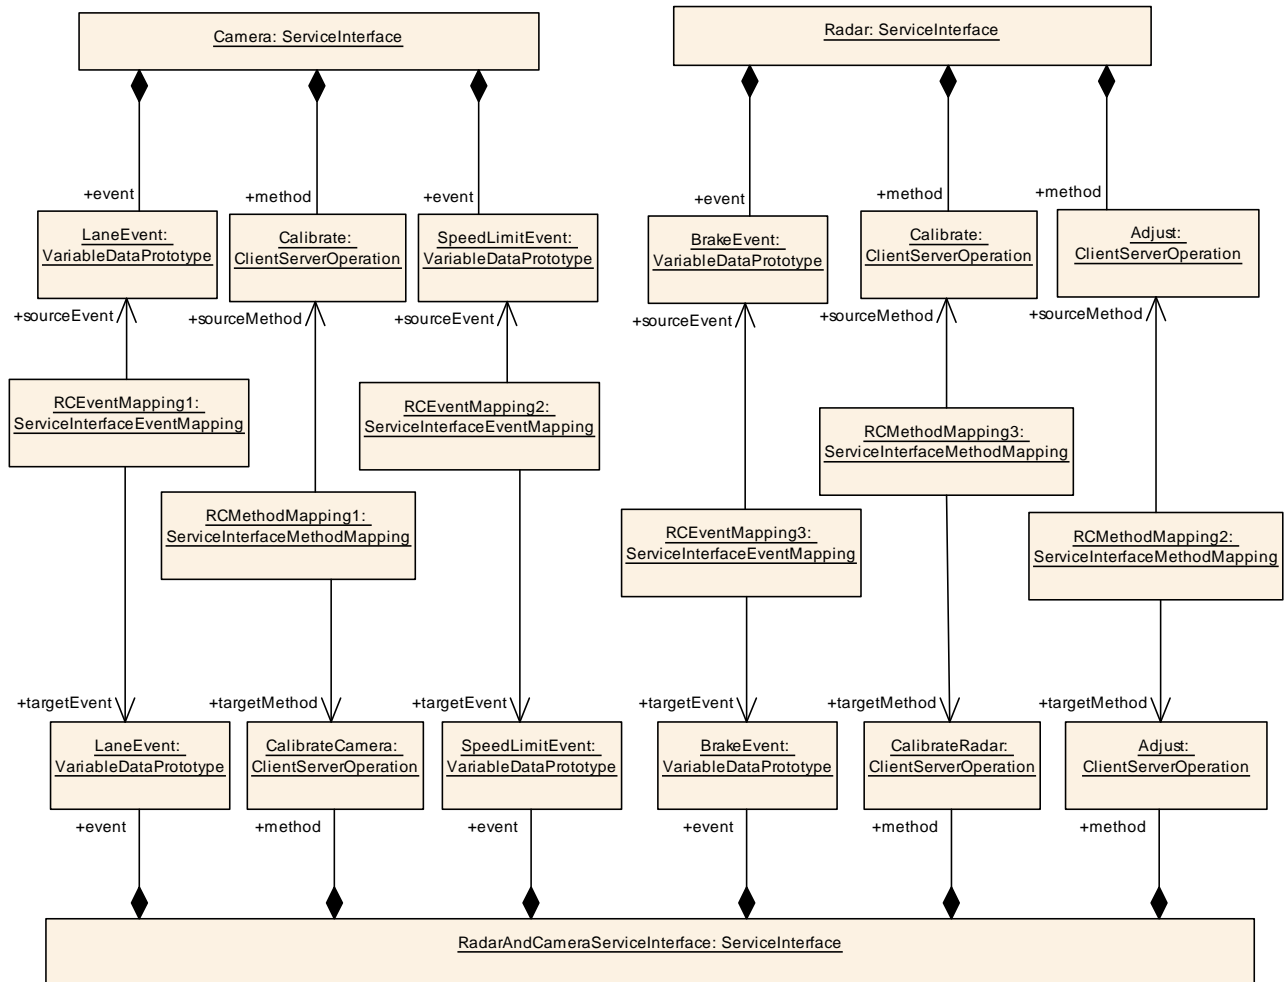 Camera: ServiceInterface
Radar: ServiceInterface
+event
+method
+event
+event
+method
+method
LaneEvent:
VariableDataPrototype
Calibrate:
ClientServerOperation
SpeedLimitEvent:
VariableDataPrototype
BrakeEvent:
VariableDataPrototype
Calibrate:
ClientServerOperation
Adjust:
ClientServerOperation
+sourceEvent
+sourceMethod
+sourceEvent
+sourceEvent
+sourceMethod
+sourceMethod
RCEventMapping1:
ServiceInterfaceEventMapping
RCEventMapping2:
ServiceInterfaceEventMapping
RCMethodMapping3:
ServiceInterfaceMethodMapping
RCMethodMapping1:
ServiceInterfaceMethodMapping
RCEventMapping3:
ServiceInterfaceEventMapping
RCMethodMapping2:
ServiceInterfaceMethodMapping
+targetEvent
+targetMethod
+targetEvent
+targetEvent
+targetMethod
+targetMethod
LaneEvent:
VariableDataPrototype
CalibrateCamera:
ClientServerOperation
SpeedLimitEvent:
VariableDataPrototype
BrakeEvent:
VariableDataPrototype
CalibrateRadar:
ClientServerOperation
Adjust:
ClientServerOperation
+event
+method
+event
+event
+method
+method
RadarAndCameraServiceInterface: ServiceInterface